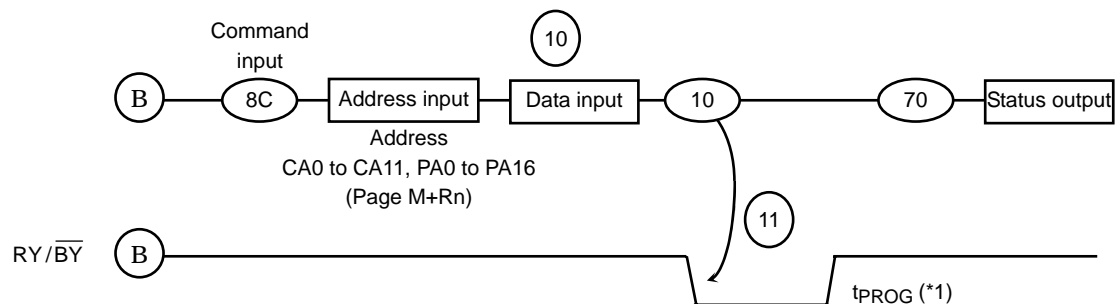 Command
input
10
B
8C
Address input
Data input
10
70
Status output
Address
CA0 to CA11, PA0 to PA16
(Page M+Rn)
11
RY/BY
B
tPROG (*1)